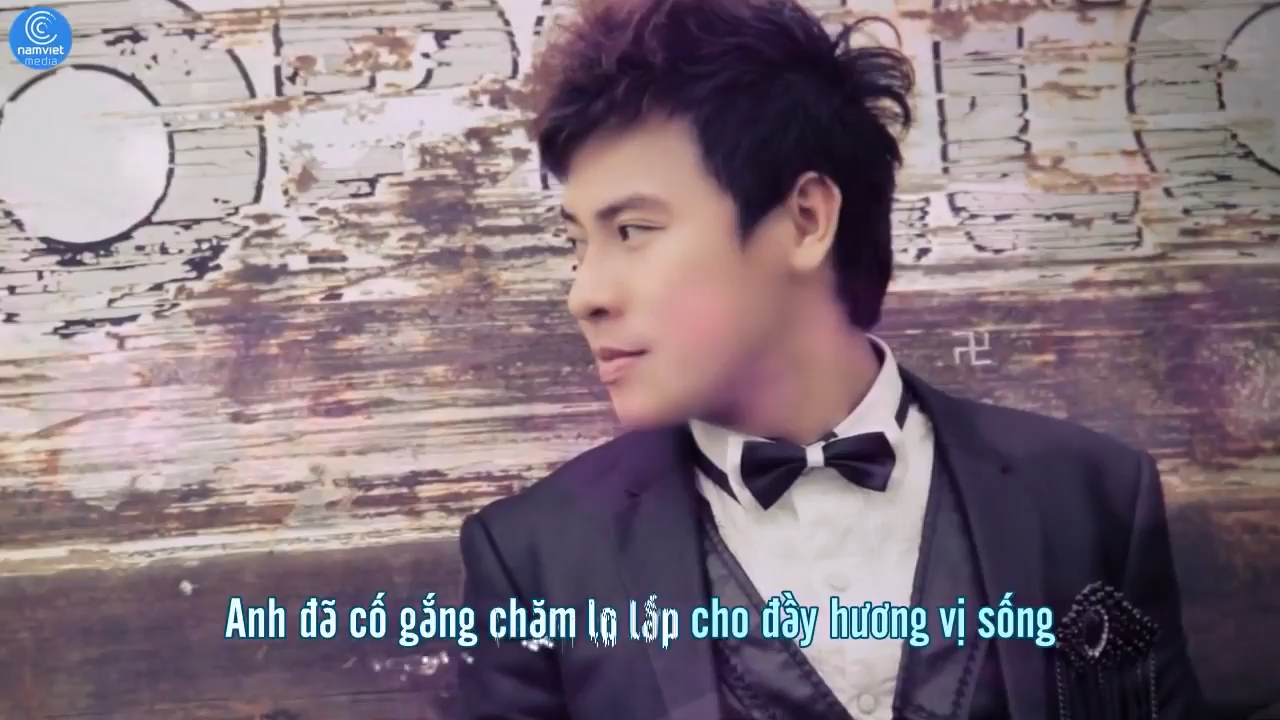 namviet
media
Anh đã cố gắng chăm lo lấp cho đầy hương vị sống